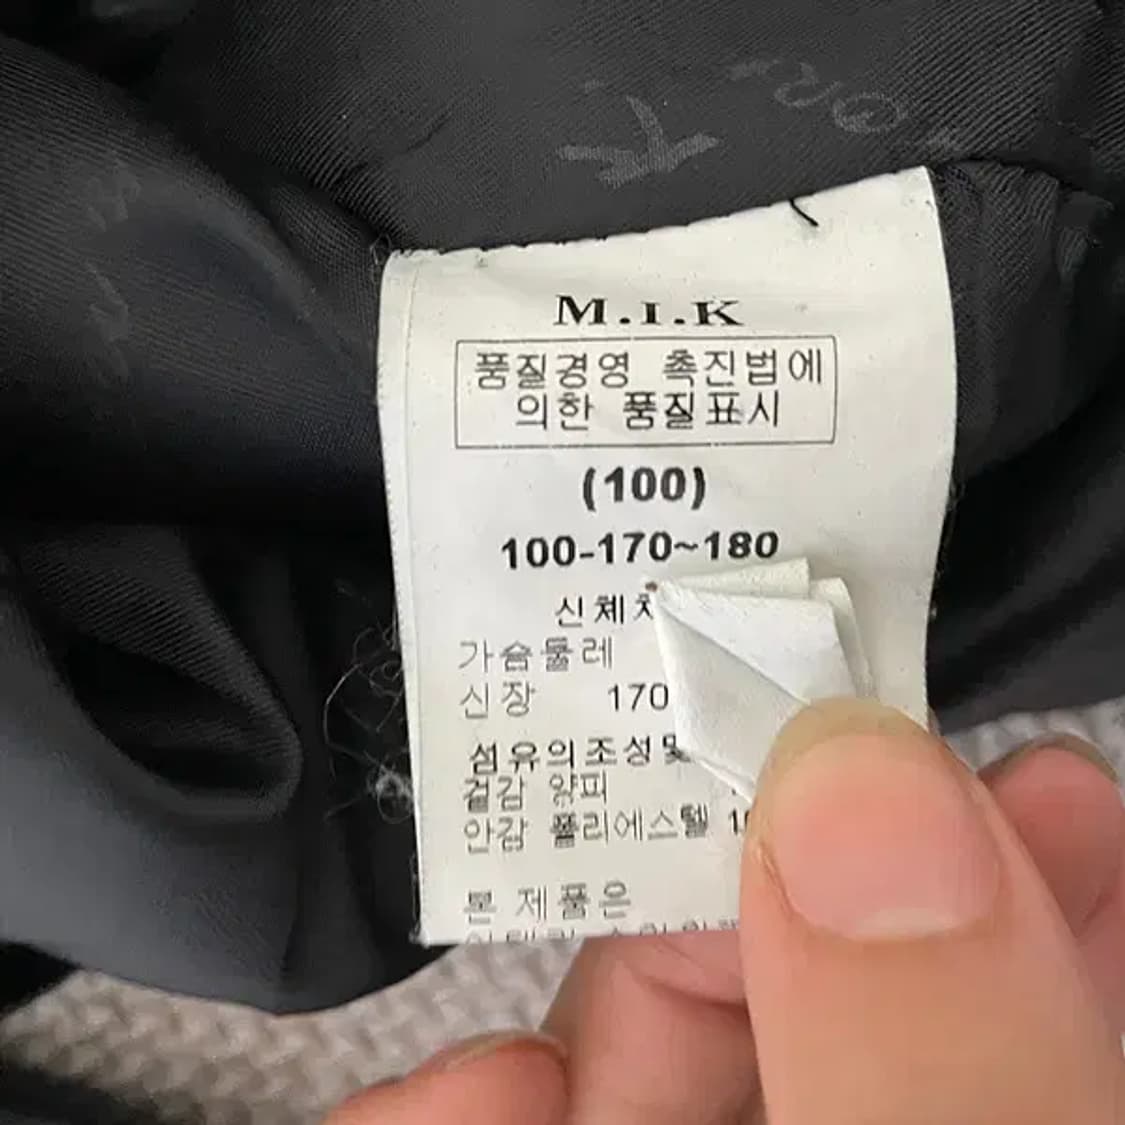 M.I.K
품질경영 촉진법에
의한 품질표시
(100)
100-170~180
신체
가슴둘레
신장 170
섬유의조성및
겉감 양피
안감 폴리에스텔
본 제품은